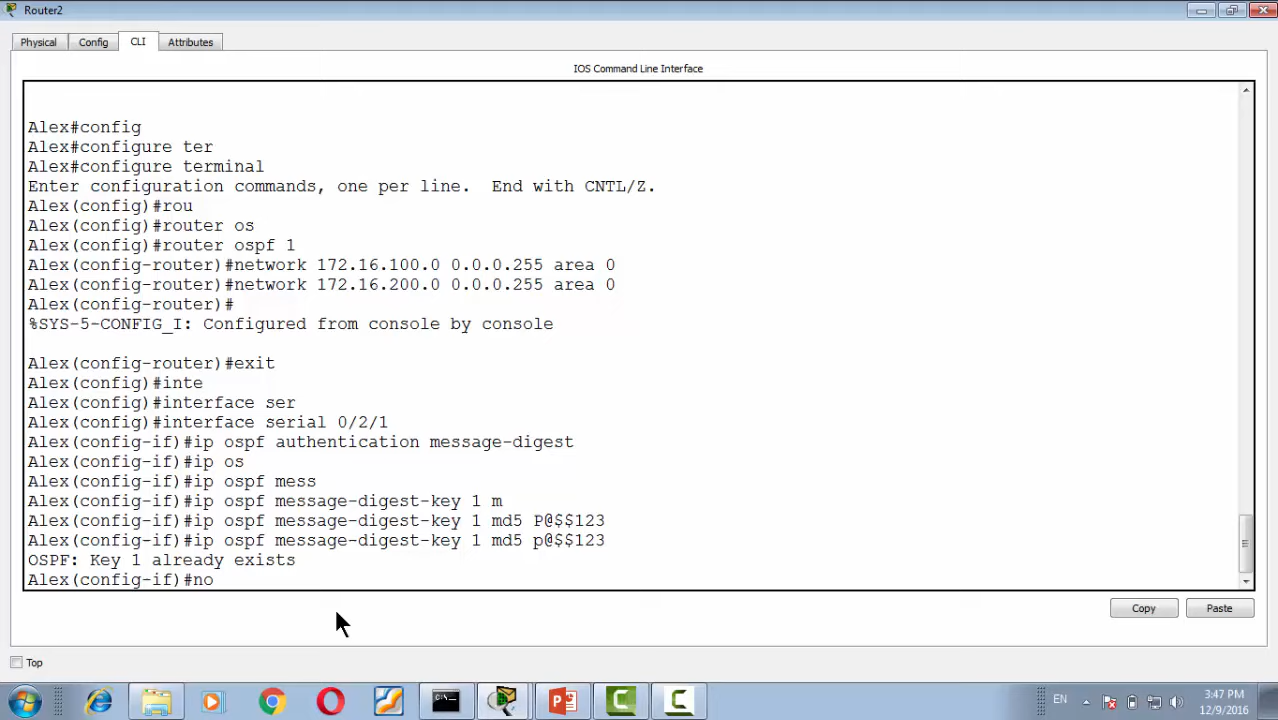 Router2
Physical Config CLI Attributes
IOS Command Line Interface
Alex#config
Alex#configure ter
Alex#configure terminal
Enter configuration commands, one per line.  End with CNTL/Z.
Alex(config)#rou
Alex(config)#router os
Alex(config)#router ospf 1
Alex(config-router)#network 172.16.100.0 0.0.0.255 area 0
Alex(config-router)#network 172.16.200.0 0.0.0.255 area 0
Alex(config-router)#
%SYS-5-CONFIG_I: Configured from console by console
Alex(config-router)#exit
Alex(config)#inte
Alex(config)#interface ser
Alex(config)#interface serial 0/2/1
Alex(config-if)#ip ospf authentication message-digest
Alex(config-if)#ip os
Alex(config-if)#ip ospf mess
Alex(config-if)#ip ospf message-digest-key 1 m
Alex(config-if)#ip ospf message-digest-key 1 md5 P@$$123
Alex(config-if)#ip ospf message-digest-key 1 md5 p@$$123
OSPF: Key 1 already exists
Alex(config-if)#no
Copy Paste
Top
EN
3:47 PM
12/9/2016